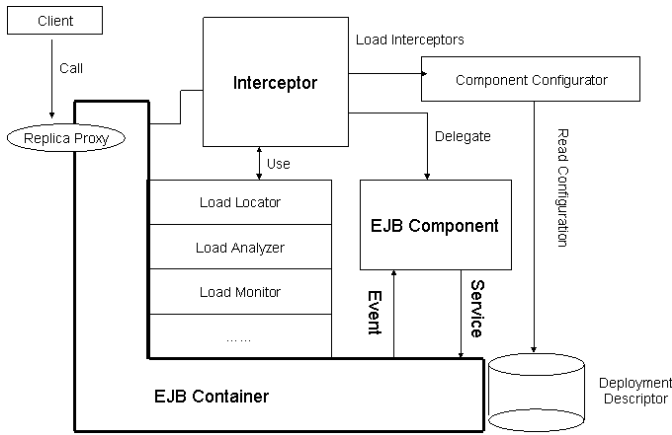 Client
Load Interceptors
Interceptor
Component Configurator
Call
Replica Proxy
Delegate
Read Configuration
Use
Load Locator
EJB Component
Load Analyzer
Load Monitor
Event
Service
... ...
EJB Container
Deployment
Descriptor